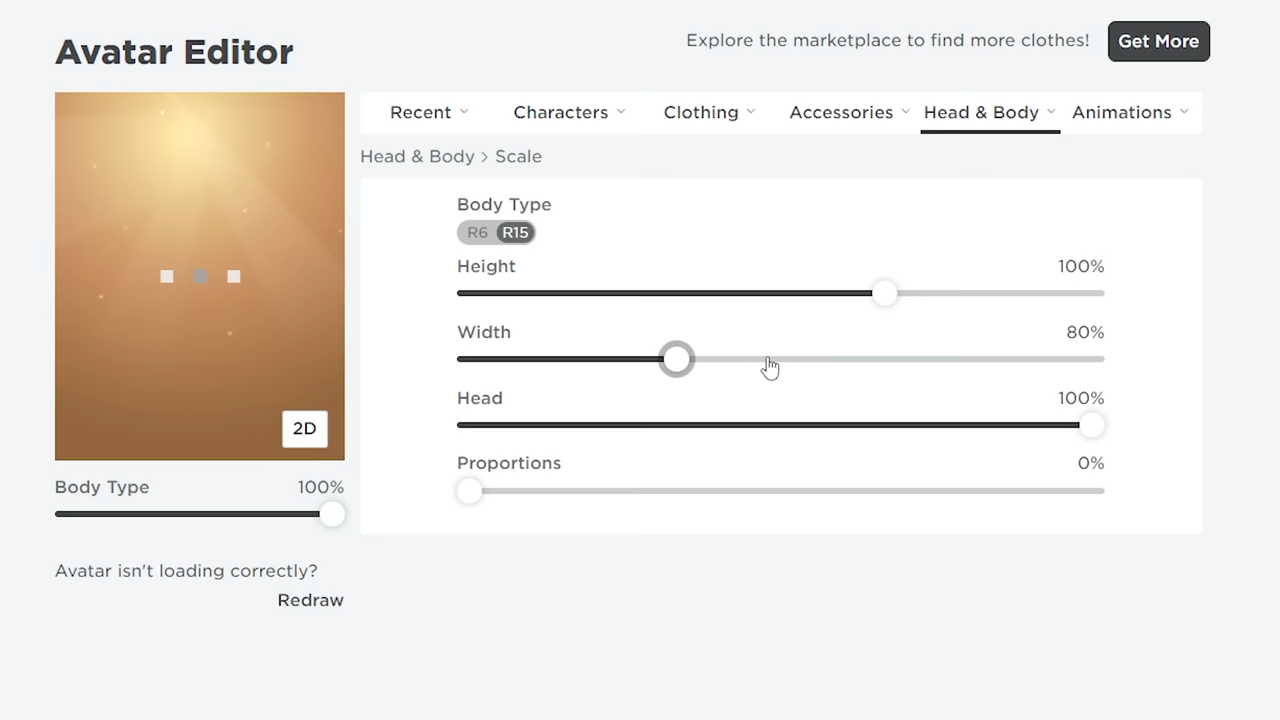 Avatar Editor
Explore the marketplace to find more clothes!
Get More
Recent
Characters
Clothing
Accessories
Head & Body
Animations
Head & Body > Scale
Body Type
R6 R15
Height 100%
Width 80%
Head 100%
Proportions 0%
2D
Body Type 100%
Avatar isn't loading correctly?
Redraw